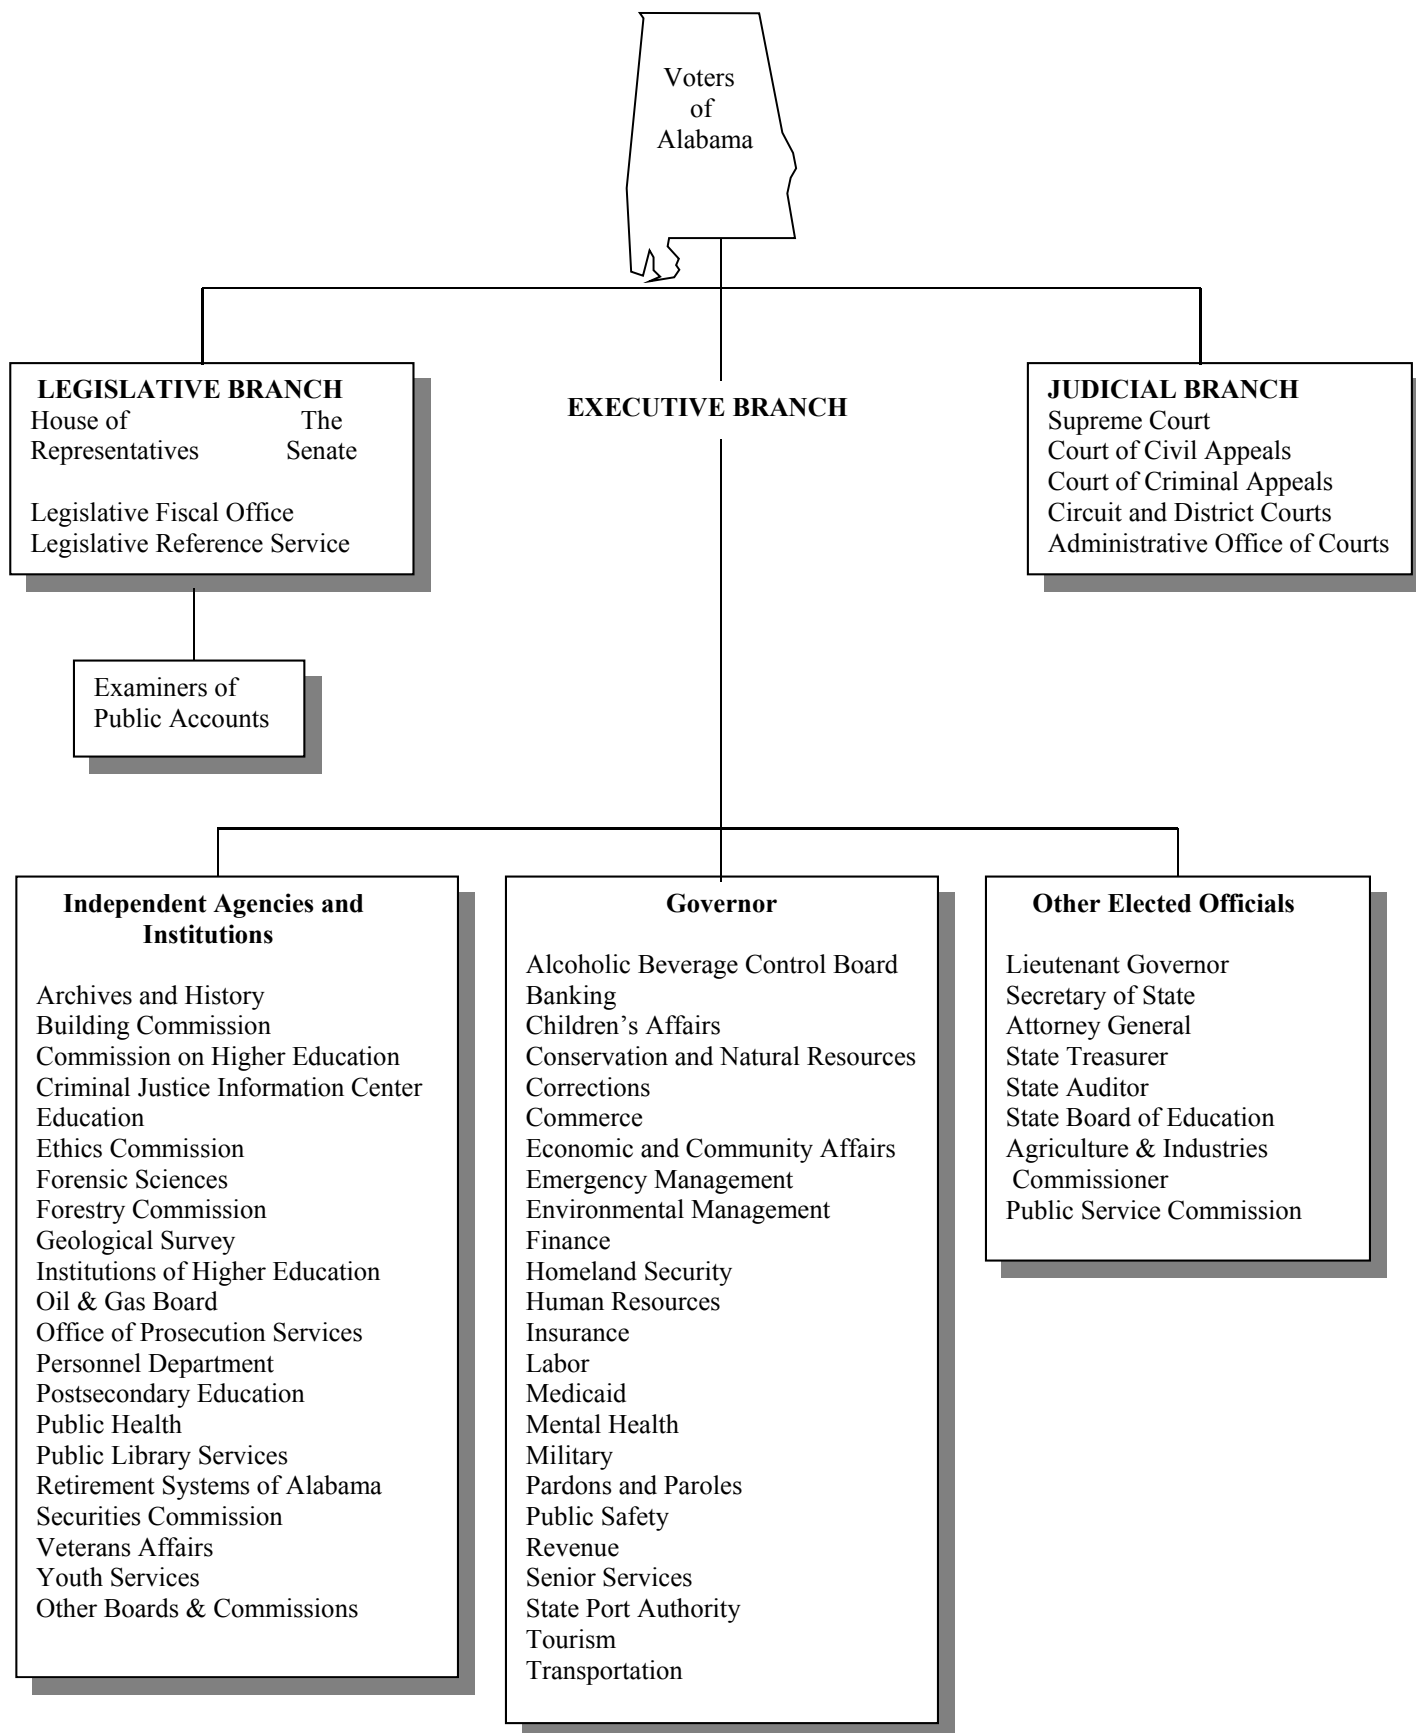 Voters
of
Alabama
LEGISLATIVE BRANCH
House of The
Representatives Senate
Legislative Fiscal Office
Legislative Reference Service
Examiners of
Public Accounts
EXECUTIVE BRANCH
JUDICIAL BRANCH
Supreme Court
Court of Civil Appeals
Court of Criminal Appeals
Circuit and District Courts
Administrative Office of Courts
Independent Agencies and
Institutions
Archives and History
Building Commission
Commission on Higher Education
Criminal Justice Information Center
Education
Ethics Commission
Forensic Sciences
Forestry Commission
Geological Survey
Institutions of Higher Education
Oil & Gas Board
Office of Prosecution Services
Personnel Department
Postsecondary Education
Public Health
Public Library Services
Retirement Systems of Alabama
Securities Commission
Veterans Affairs
Youth Services
Other Boards & Commissions
Governor
Alcoholic Beverage Control Board
Banking
Children’s Affairs
Conservation and Natural Resources
Corrections
Commerce
Economic and Community Affairs
Emergency Management
Environmental Management
Finance
Homeland Security
Human Resources
Insurance
Labor
Medicaid
Mental Health
Military
Pardons and Paroles
Public Safety
Revenue
Senior Services
State Port Authority
Tourism
Transportation
Other Elected Officials
Lieutenant Governor
Secretary of State
Attorney General
State Treasurer
State Auditor
State Board of Education
Agriculture & Industries
Commissioner
Public Service Commission